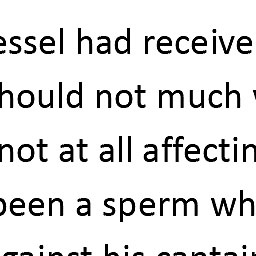 essel had receive
hould not much
not at all affectin
been a sperm wh
gainst his captai